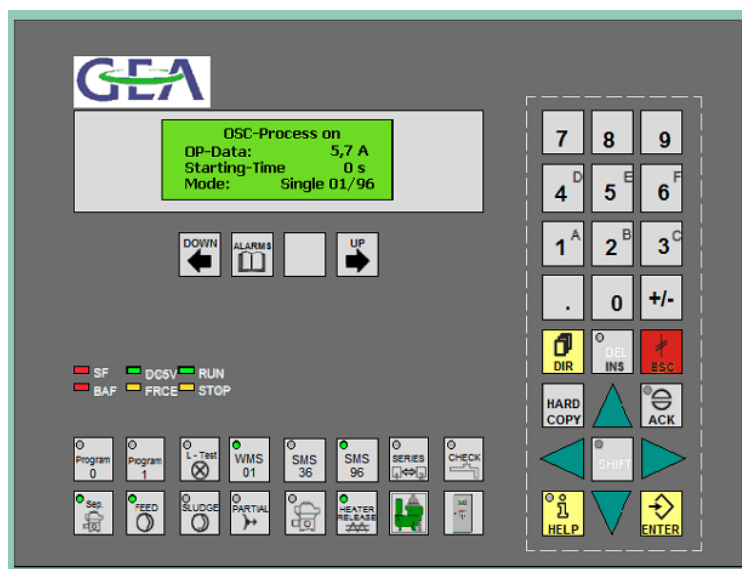 GEA
OSC-Process on
OP-Data: 5,7 A
Starting-Time 0 s
Mode: Single 01/96
DOWN
ALARMS
UP
7
8
9
4 D
5 E
6 F
1 A
2 B
3 C
.
0
+/-
DIR
DEL
INS
ESC
HARD
COPY
ACK
SHIFT
HELP
ENTER
SF DC5V RUN
BAF FRCE STOP
Program
0
Program
1
L - Test
WMS
01
SMS
36
SMS
96
SERIES
CHECK
Sep.
FEED
SLUDGE
PARTIAL
HEATER
RELEASE